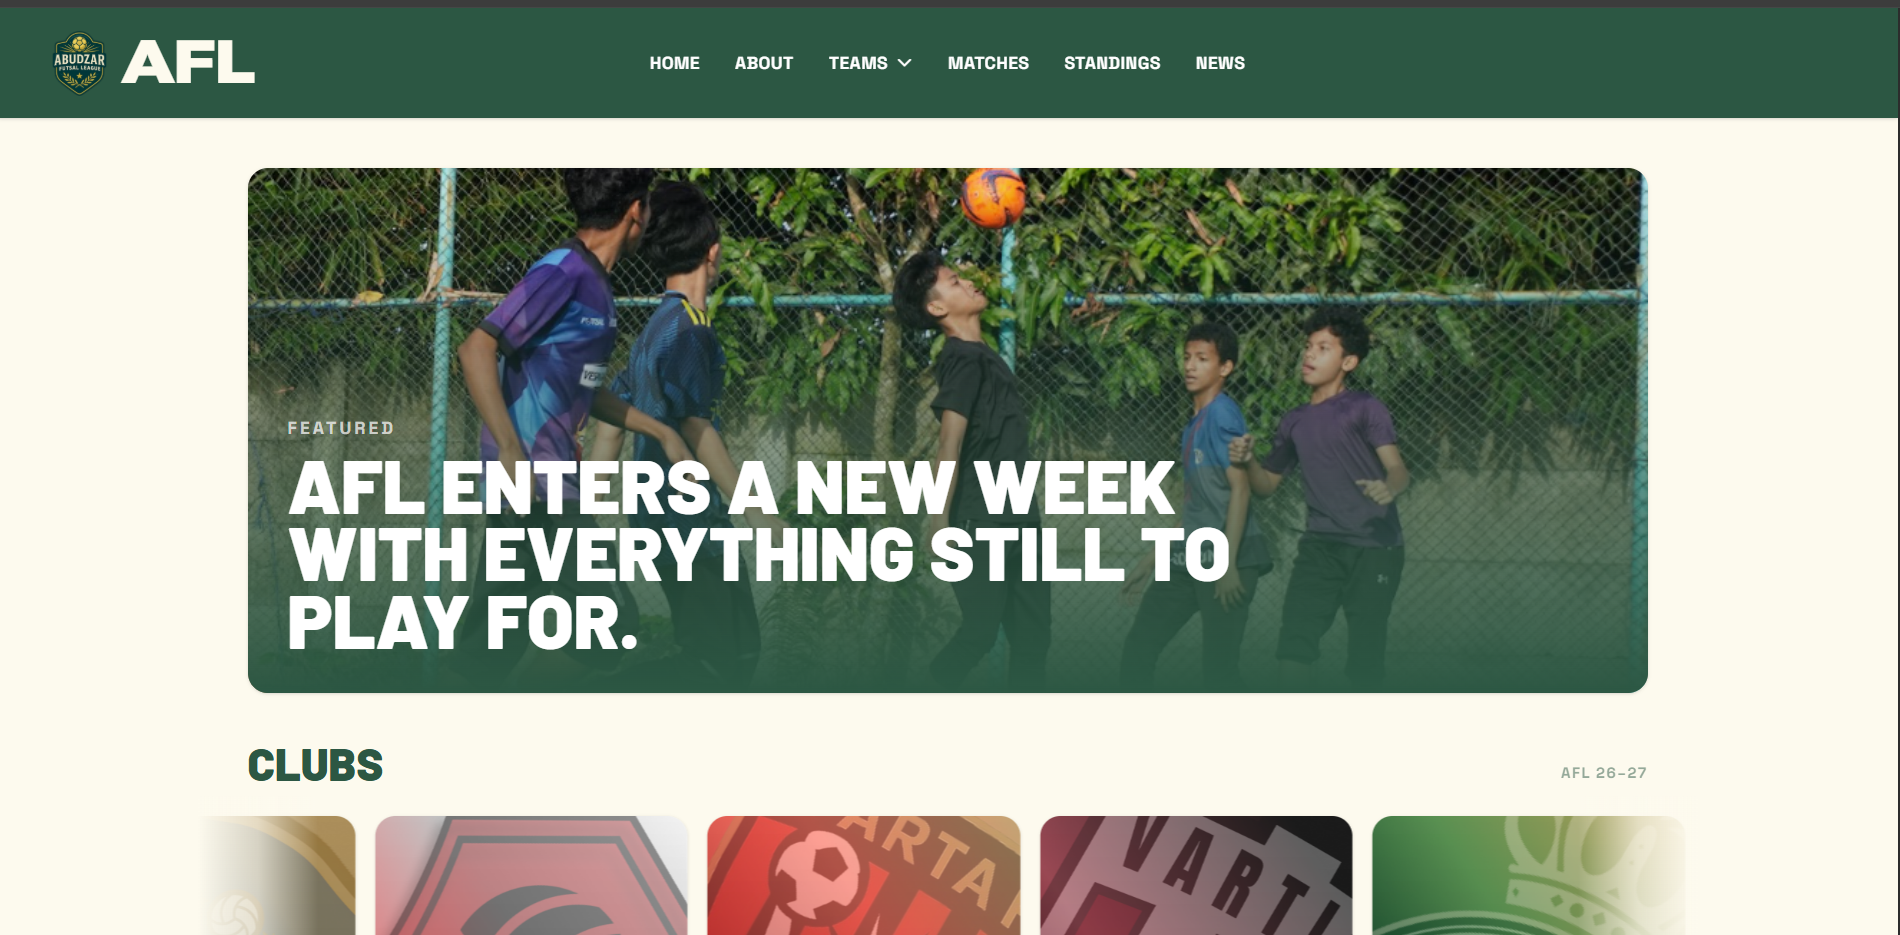 ABUDZAR
FUTSAL LEAGUE
AFL
HOME
ABOUT
TEAMS
MATCHES
STANDINGS
NEWS
FEATURED
AFL ENTERS A NEW WEEK
WITH EVERYTHING STILL TO
PLAY FOR.
CLUBS
AFL 26–27